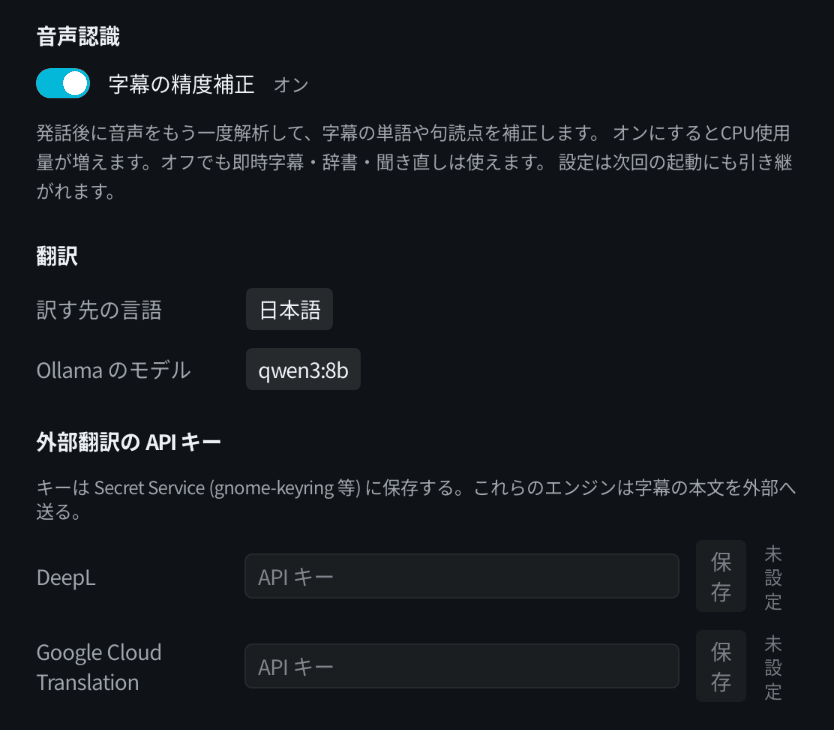 音声認識
字幕の精度補正 オン
発話後に音声をもう一度解析して、字幕の単語や句読点を補正します。 オンにするとCPU使用
量が増えます。オフでも即時字幕・辞書・聞き直しは使えます。 設定は次回の起動にも引き継
がれます。
翻訳
訳す先の言語 日本語
Ollama のモデル qwen3:8b
外部翻訳の API キー
キーは Secret Service (gnome-keyring 等) に保存する。これらのエンジンは字幕の本文を外部へ
送る。
DeepL API キー 保存 未設定
Google Cloud
Translation API キー 保存 未設定